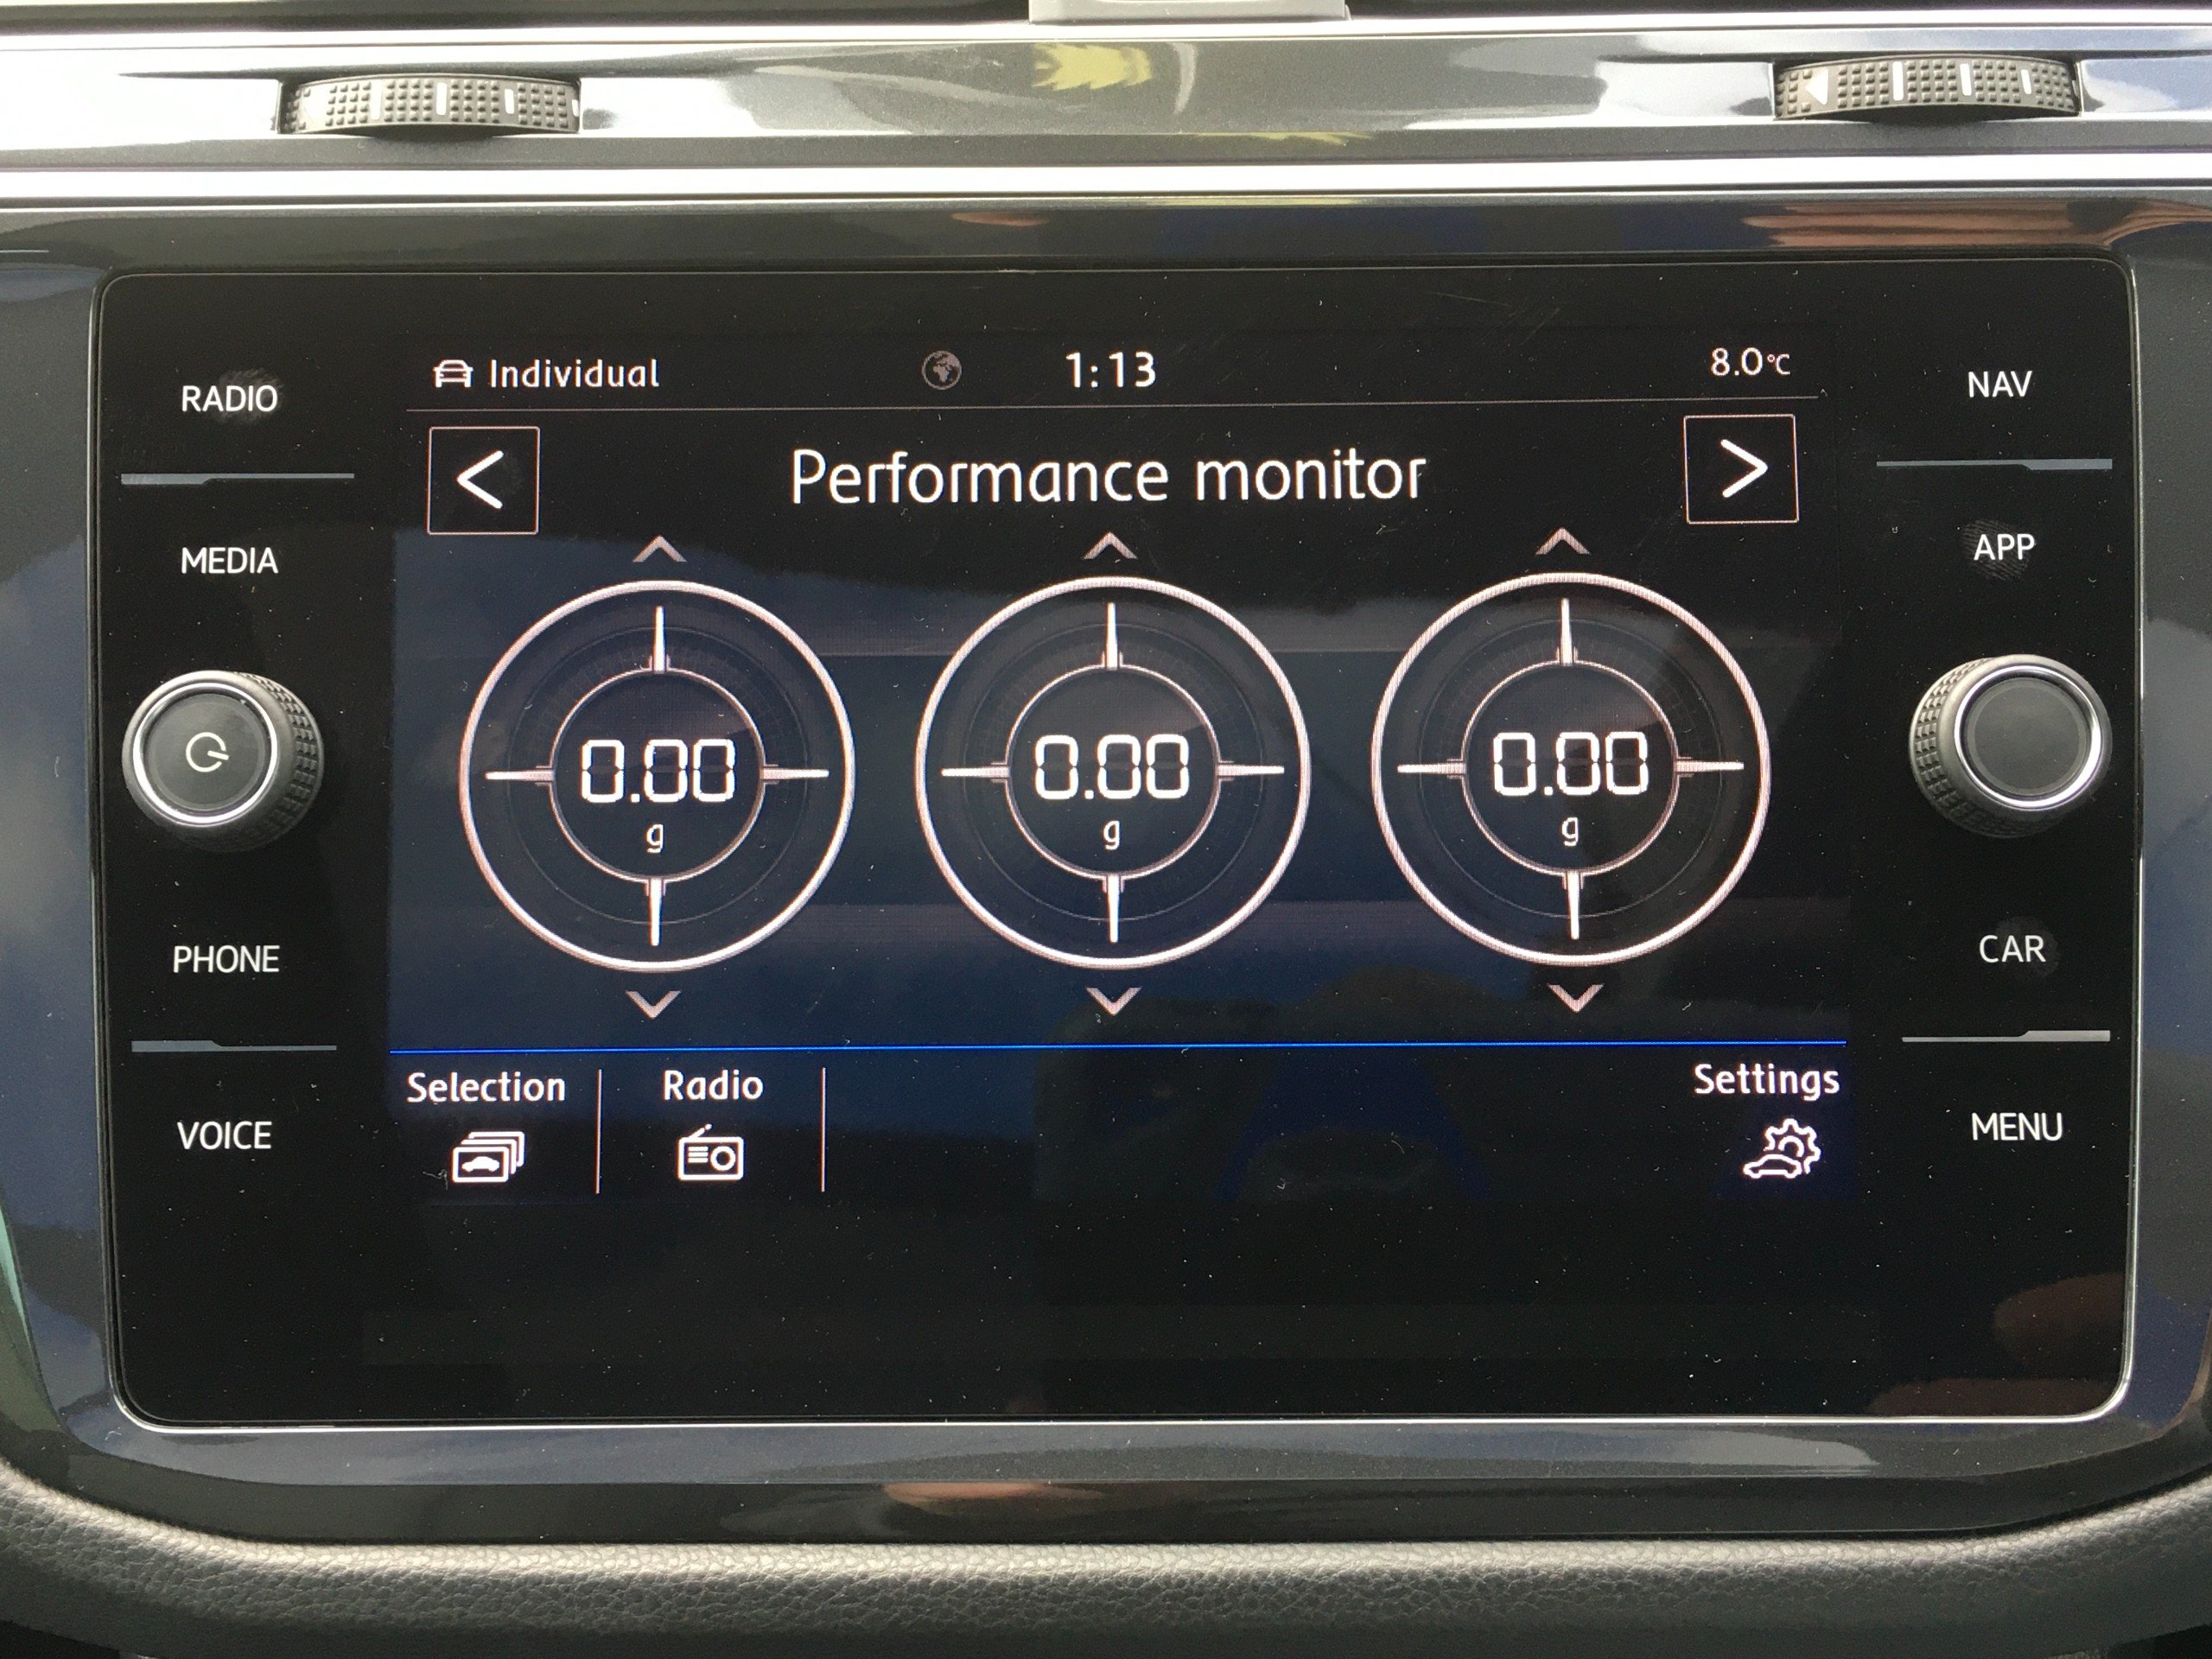 Individual 1:13 8.0°C
RADIO
NAV
< Performance monitor >
MEDIA
APP
0.00 0.00 0.00
g g g
PHONE
CAR
Selection Radio Settings
VOICE
MENU